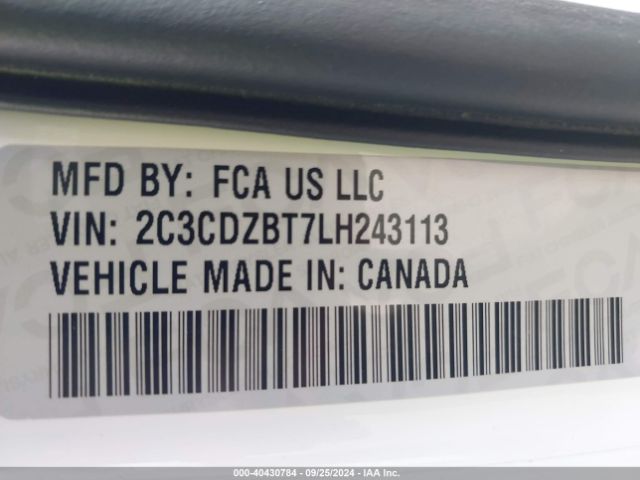 MFD BY: FCA US LLC
VIN: 2C3CDZBT7LH243113
VEHICLE MADE IN: CANADA
000-40430784 - 09/25/2024 - IAA Inc.